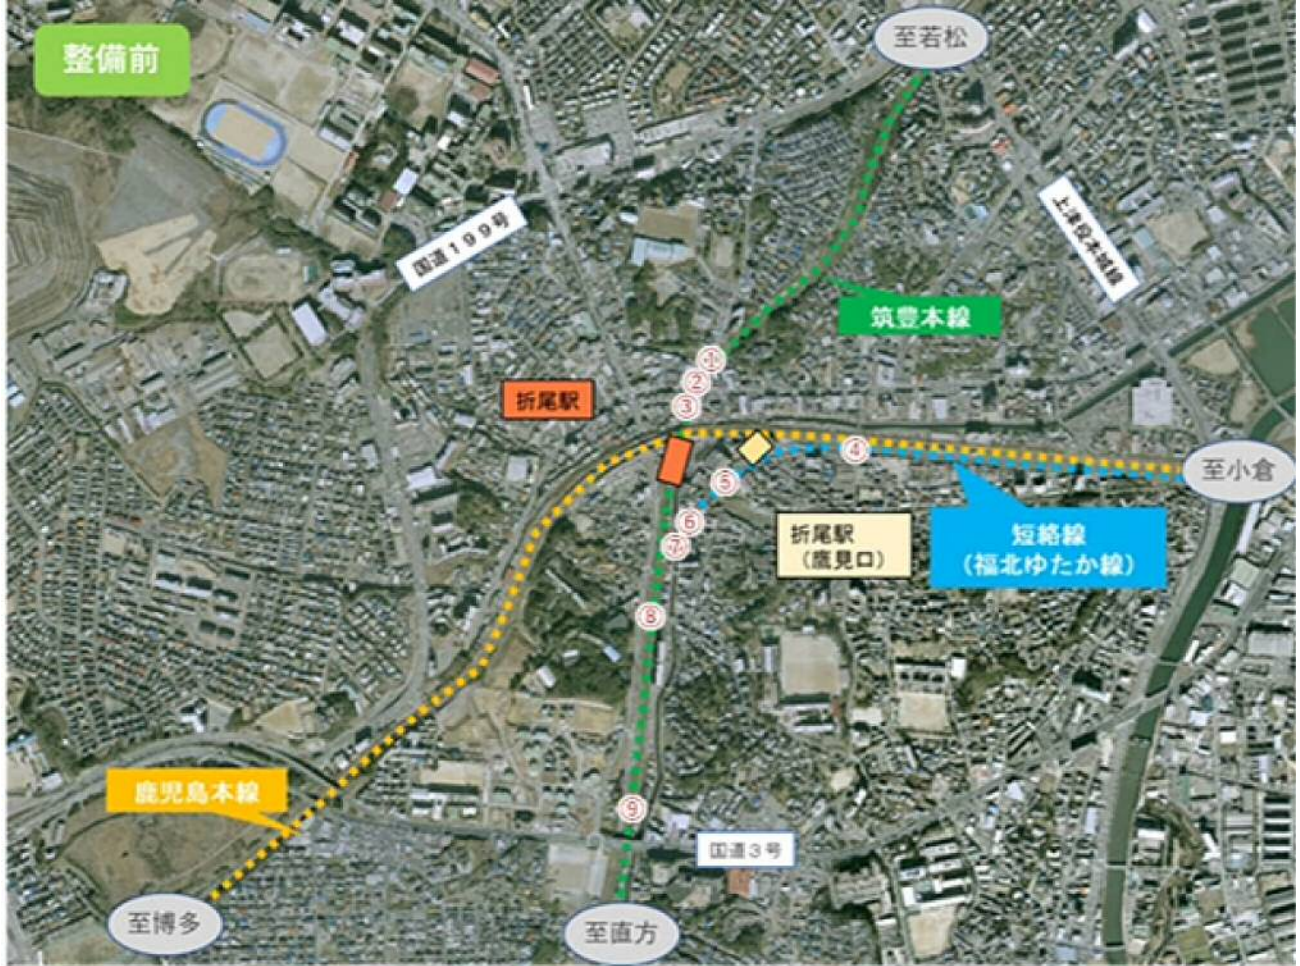 整備前
至若松
上津役本城線
国道199号
筑豊本線
①
②
折尾駅
③
④
至小倉
⑤
⑥
折尾駅
（鷹見口）
短絡線
（福北ゆたか線）
⑦
⑧
鹿児島本線
⑨
国道３号
至博多
至直方